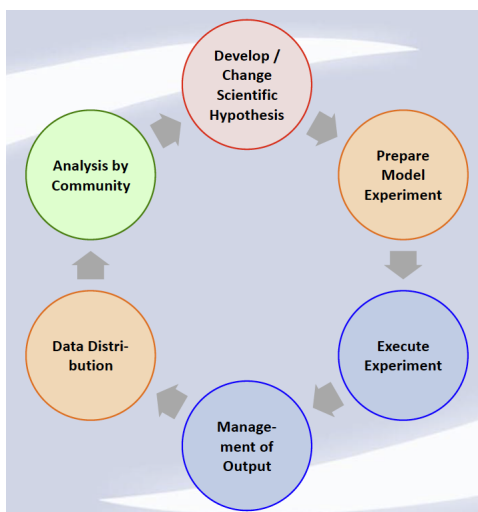 Develop /
Change
Scientific
Hypothesis
Prepare
Model
Experiment
Execute
Experiment
Manage-
ment of
Output
Data Distri-
bution
Analysis by
Community